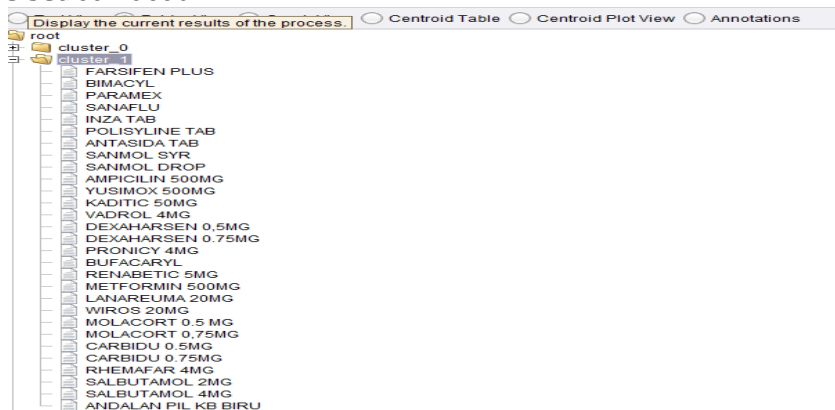 Display the current results of the process. Centroid Table Centroid Plot View Annotations
root
cluster_0
cluster_1
FARSIFEN PLUS
BIMACYL
PARAMEX
SANAFLU
INZA TAB
POLISYLINE TAB
ANTASIDA TAB
SANMOL SYR
SANMOL DROP
AMPICILIN 500MG
YUSIMOX 500MG
KADITIC 50MG
VADROL 4MG
DEXAHARSEN 0,5MG
DEXAHARSEN 0.75MG
PRONICY 4MG
BUFACARYL
RENABETIC 5MG
METFORMIN 500MG
LANAREUMA 20MG
WIROS 20MG
MOLACORT 0.5 MG
MOLACORT 0,75MG
CARBIDU 0.5MG
CARBIDU 0.75MG
RHEMAFAR 4MG
SALBUTAMOL 2MG
SALBUTAMOL 4MG
ANDALAN PIL KB BIRU